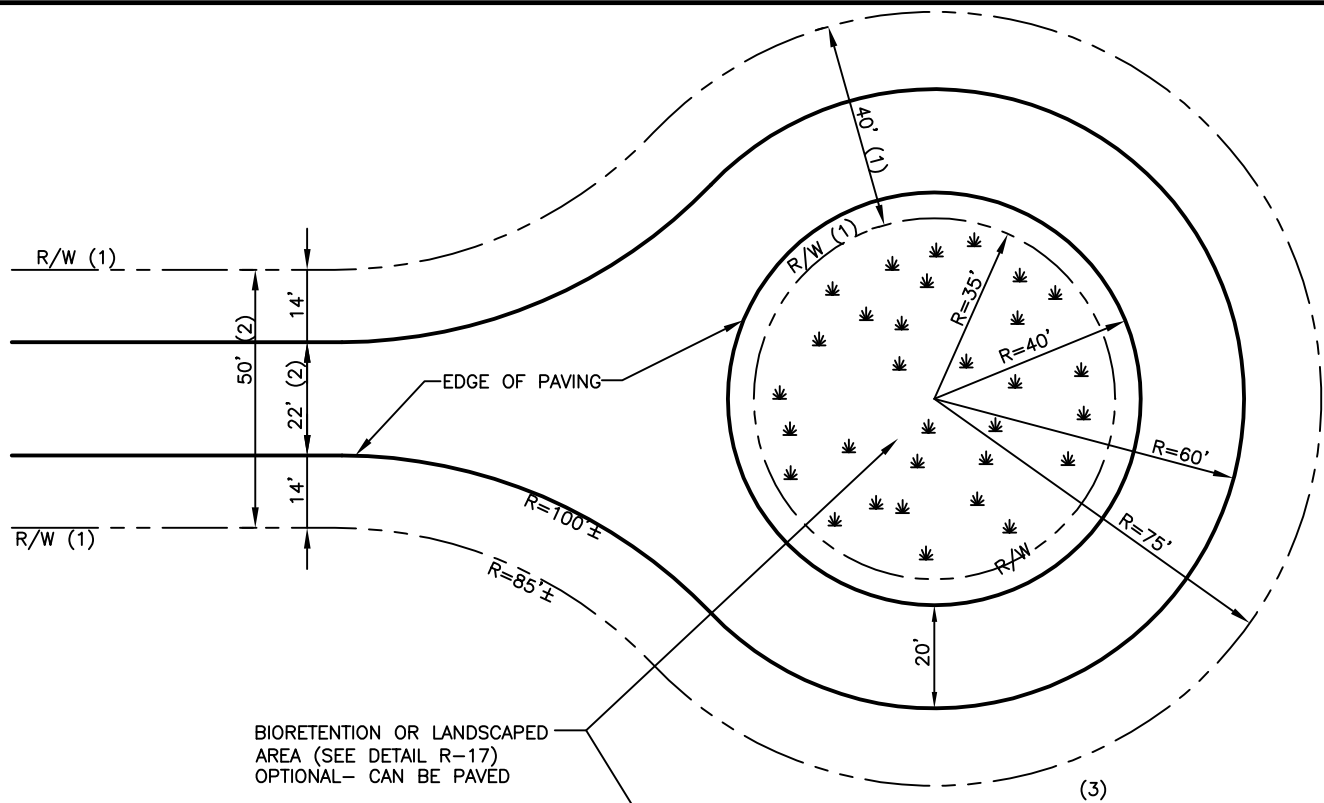 40' (1)
R/W (1)
R/W (1)
14'
50' (2)
22' (2)
14'
R/W (1)
EDGE OF PAVING
R=35'
R=40'
R=60'
R=75'
R=100'±
R=85'±
R/W
20'
BIORETENTION OR LANDSCAPED
AREA (SEE DETAIL R-17)
OPTIONAL- CAN BE PAVED
(3)